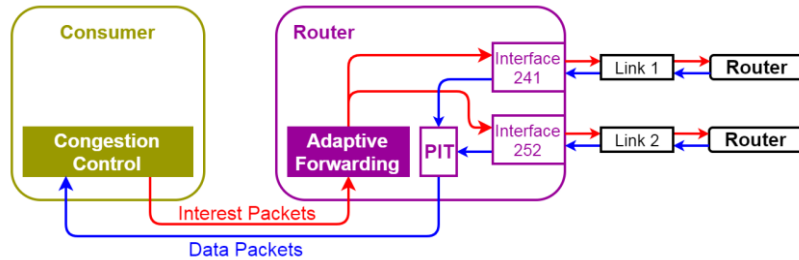 Consumer
Congestion
Control
Router
Adaptive
Forwarding
PIT
Interface
241
Interface
252
Link 1
Router
Link 2
Router
Interest Packets
Data Packets